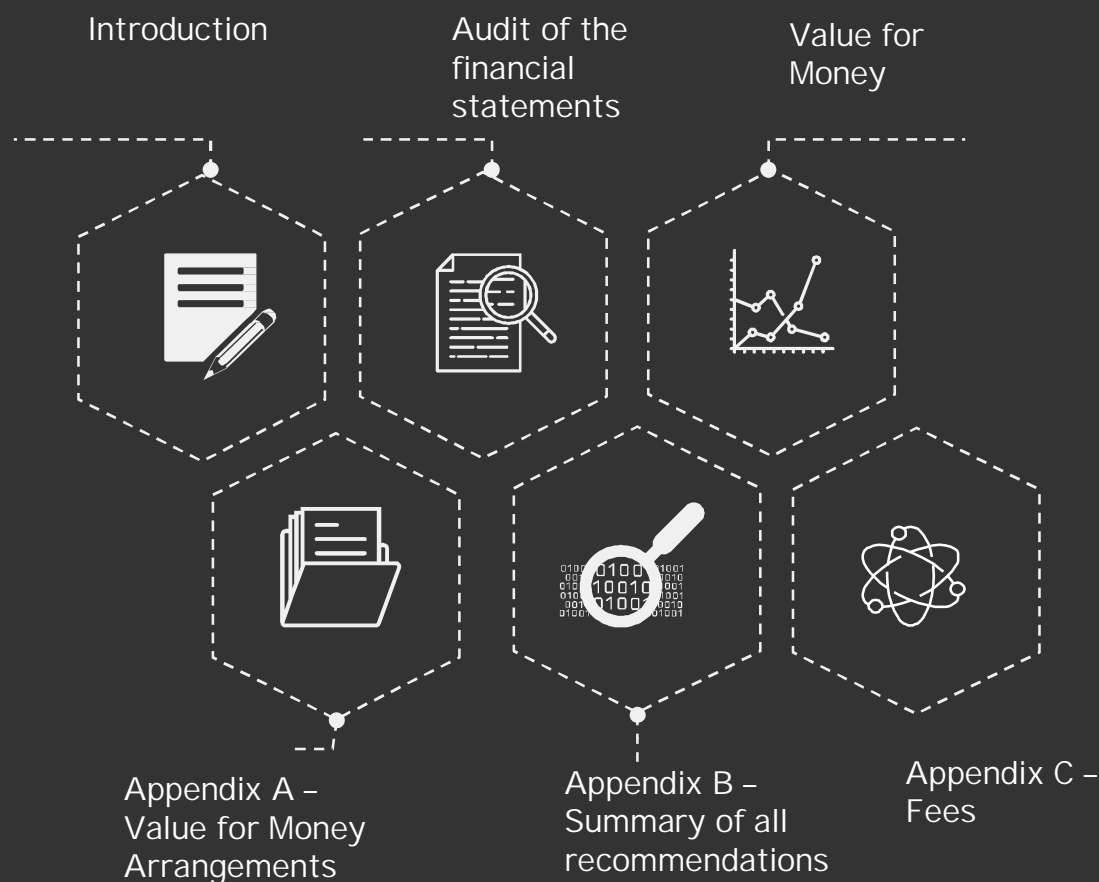 Introduction
Audit of the
financial
statements
Value for
Money
Appendix A –
Value for Money
Arrangements
Appendix B –
Summary of all
recommendations
Appendix C –
Fees